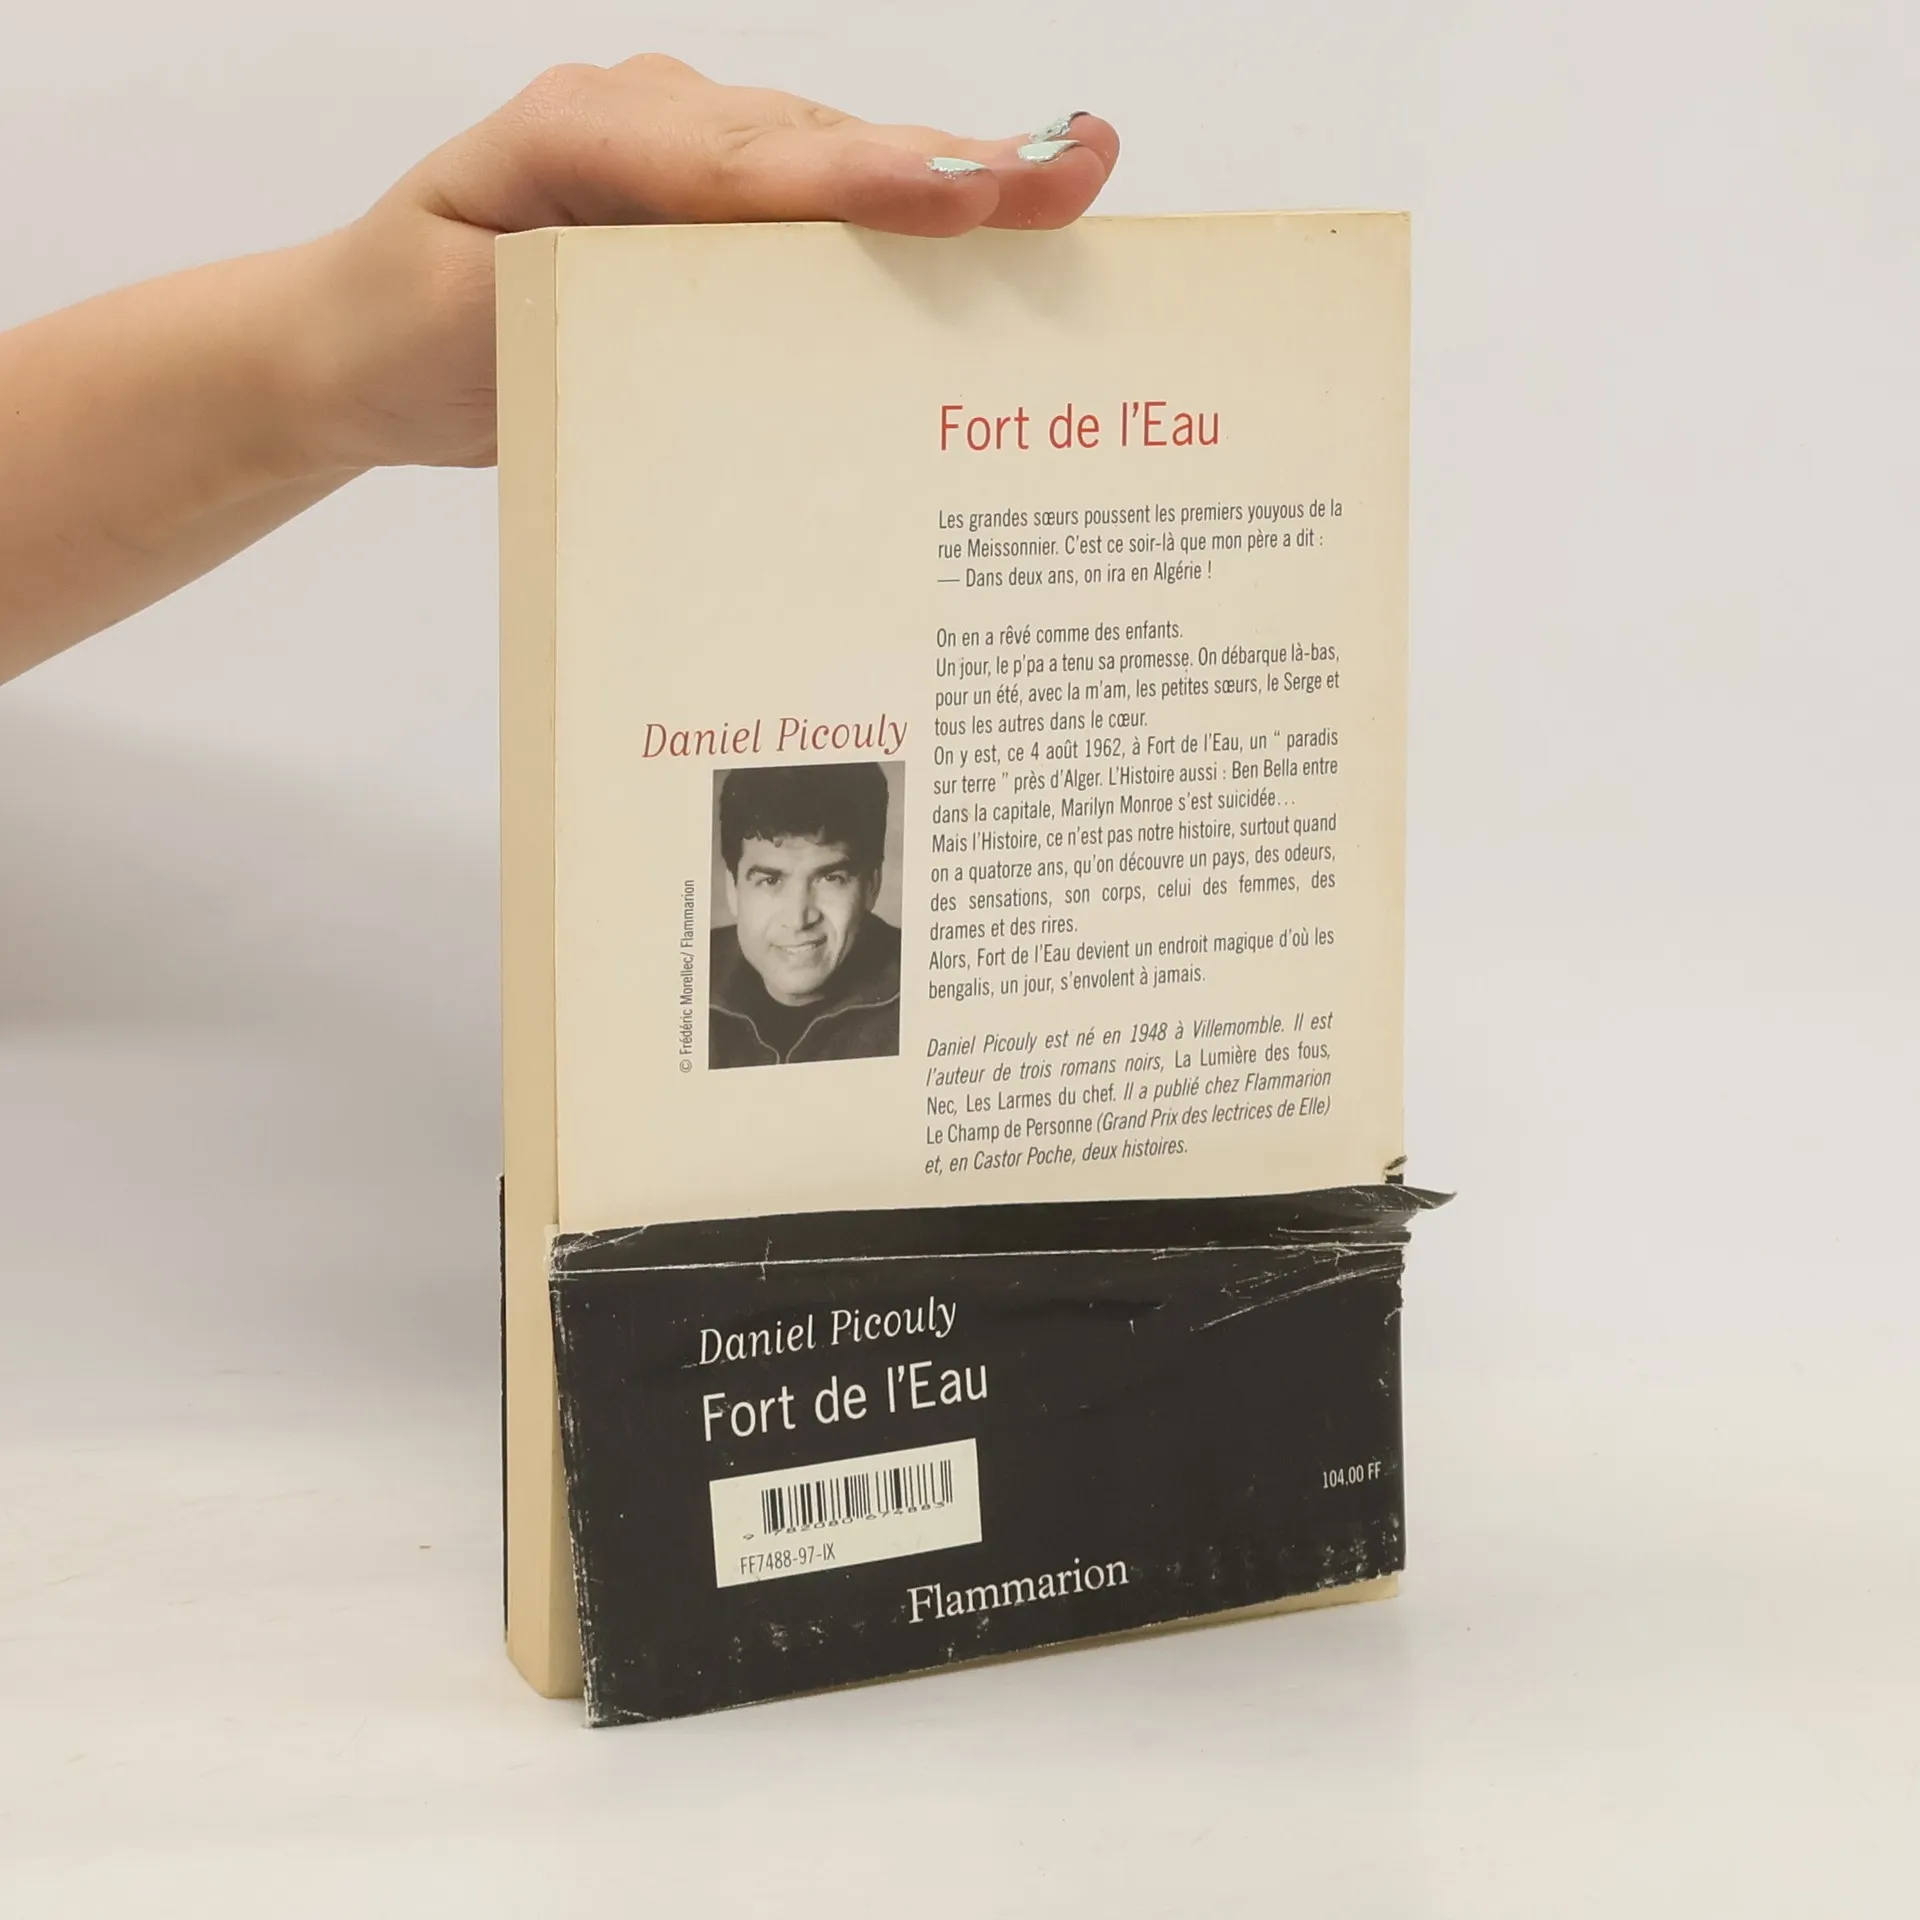 Fort de l'Eau
Les grandes sœurs poussent les premiers youyous de la
rue Meissonnier. C'est ce soir-là que mon père a dit :
— Dans deux ans, on ira en Algérie !
On en a rêvé comme des enfants.
Un jour, le p'pa a tenu sa promesse. On débarque là-bas,
pour un été, avec la m'am, les petites sœurs, le Serge et
tous les autres dans le cœur.
On y est, ce 4 août 1962, à Fort de l'Eau, un “ paradis
sur terre ” près d'Alger. L'Histoire aussi : Ben Bella entre
dans la capitale, Marilyn Monroe s'est suicidée…
Mais l'Histoire, ce n'est pas notre histoire, surtout quand
on a quatorze ans, qu'on découvre un pays, des odeurs,
des sensations, son corps, celui des femmes, des
drames et des rires.
Alors, Fort de l'Eau devient un endroit magique d'où les
bengalis, un jour, s'envolent à jamais.
Daniel Picouly est né en 1948 à Villemomble. Il est
l'auteur de trois romans noirs, La Lumière des fous,
Nec, Les Larmes du chef. Il a publié chez Flammarion
Le Champ de Personne (Grand Prix des lectrices de Elle)
et, en Castor Poche, deux histoires.
Daniel Picouly
© Frédéric Morellec/ Flammarion
Daniel Picouly
Fort de l'Eau
9 782080 674883
FF7488-97-IX
104,00 FF
Flammarion